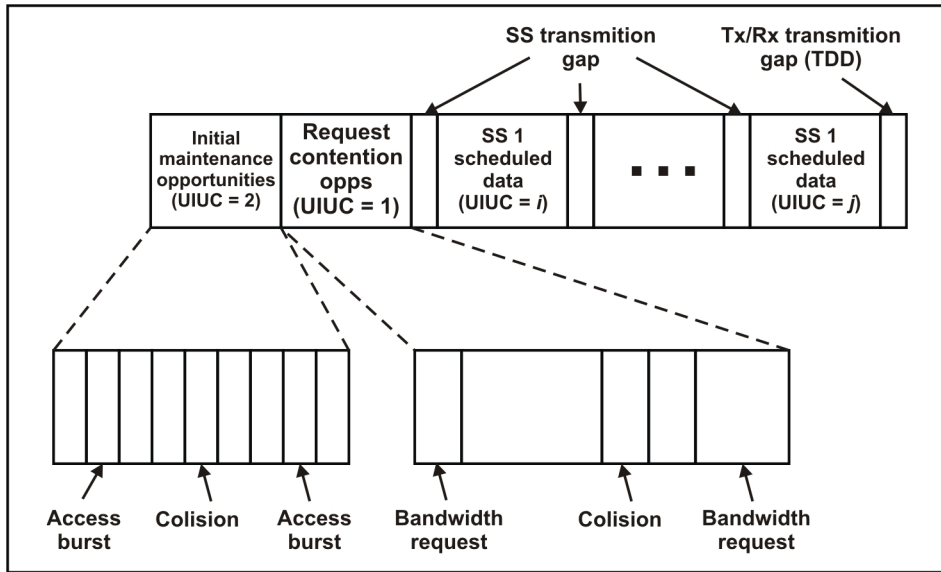 SS transmition
gap
Tx/Rx transmition
gap (TDD)
Initial
maintenance
opportunities
(UIUC = 2)
Request
contention
opps
(UIUC = 1)
SS 1
scheduled
data
(UIUC = i)
SS 1
scheduled
data
(UIUC = j)
Access
burst
Colision
Access
burst
Bandwidth
request
Colision
Bandwidth
request